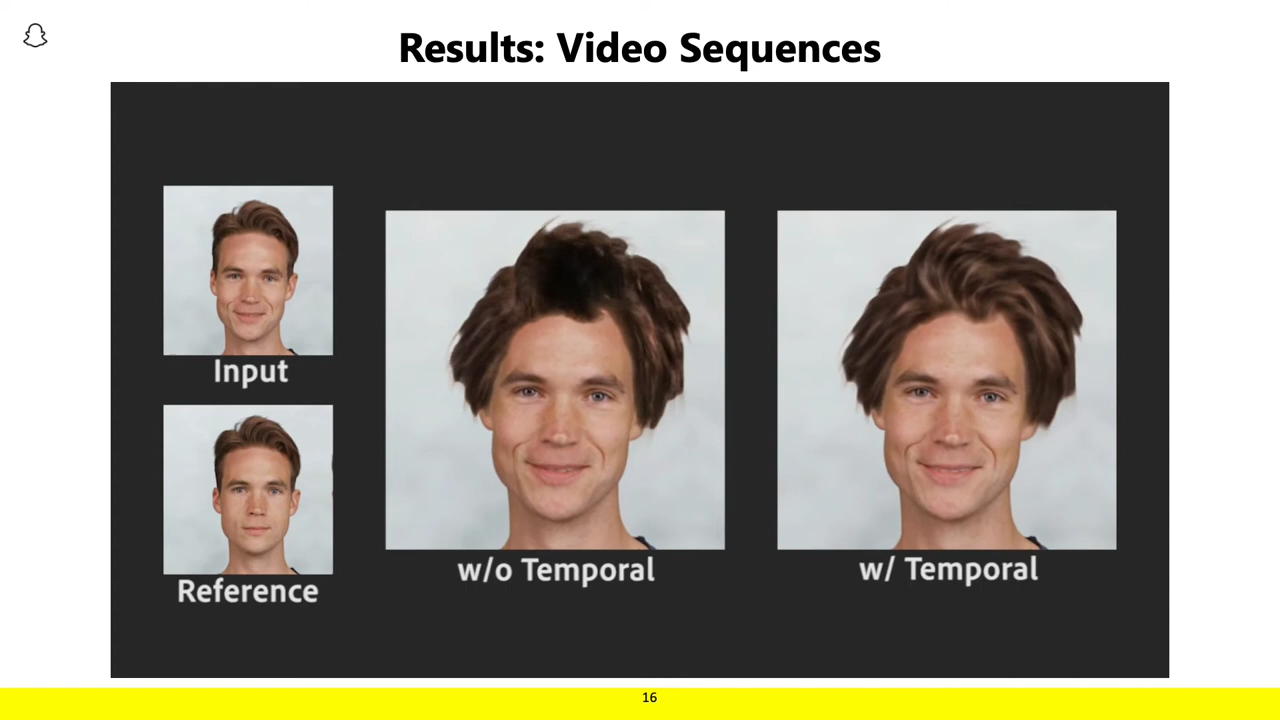 Results: Video Sequences
Input
Reference
w/o Temporal
w/ Temporal
16